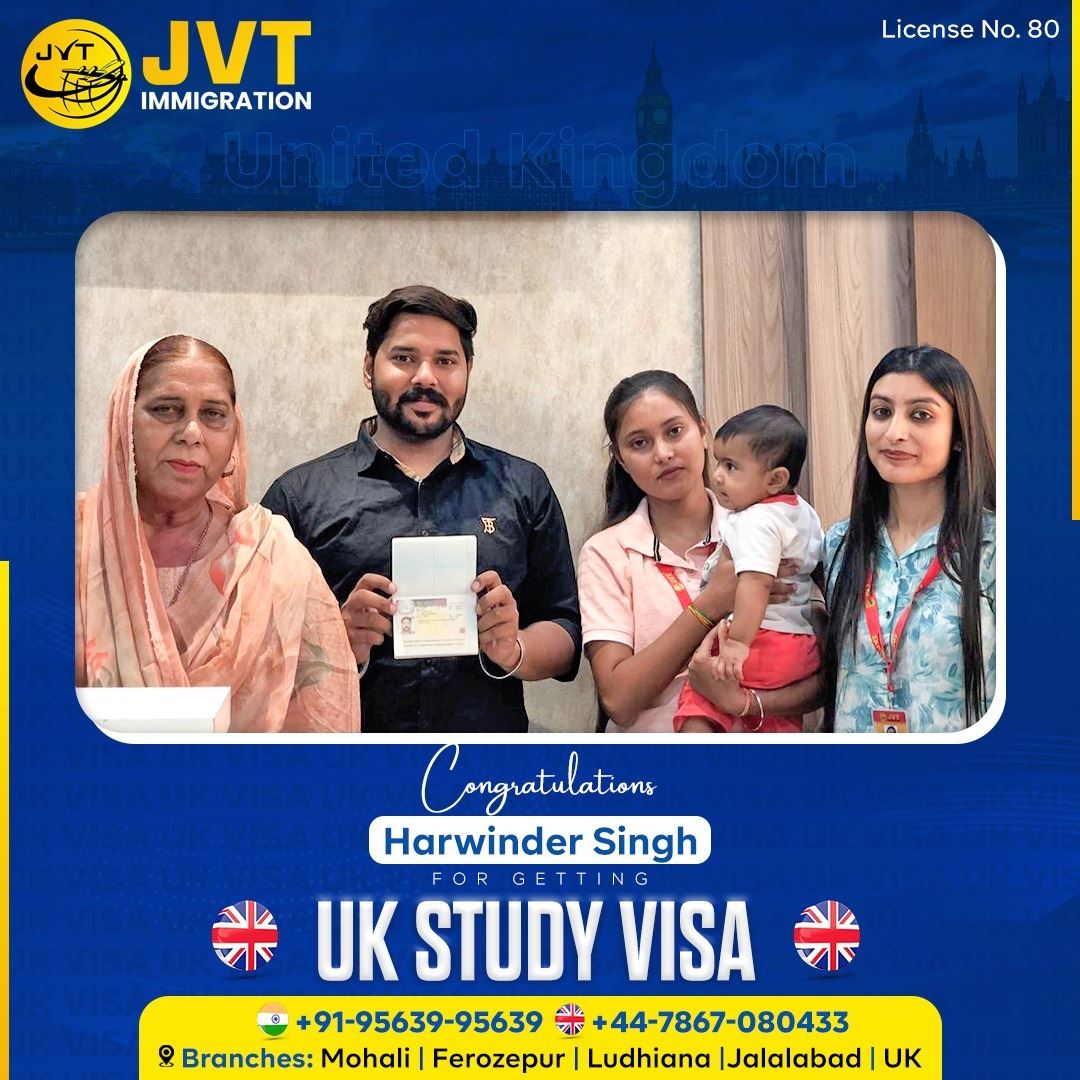 JVT
JVT
IMMIGRATION
License No. 80
United Kingdom
JVT
Congratulations
Harwinder Singh
FOR GETTING
UK STUDY VISA
+91-95639-95639 +44-7867-080433
Branches: Mohali | Ferozepur | Ludhiana |Jalalabad | UK